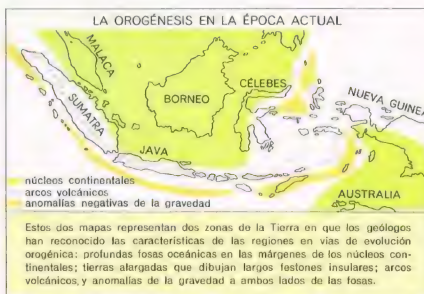 LA OROGÉNESIS EN LA ÉPOCA ACTUAL
MALACA
SUMATRA
BORNEO
CÉLEBES
NUEVA GUINEA
JAVA
AUSTRALIA
núcleos continentales
arcos volcánicos
anomalías negativas de la gravedad
Estos dos mapas representan dos zonas de la Tierra en que los geólogos
han reconocido las características de las regiones en vías de evolución
orogénica: profundas fosas oceánicas en las márgenes de los núcleos con-
tinentales; tierras alargadas que dibujan largos festones insulares; arcos
volcánicos, y anomalías de la gravedad a ambos lados de las fosas.